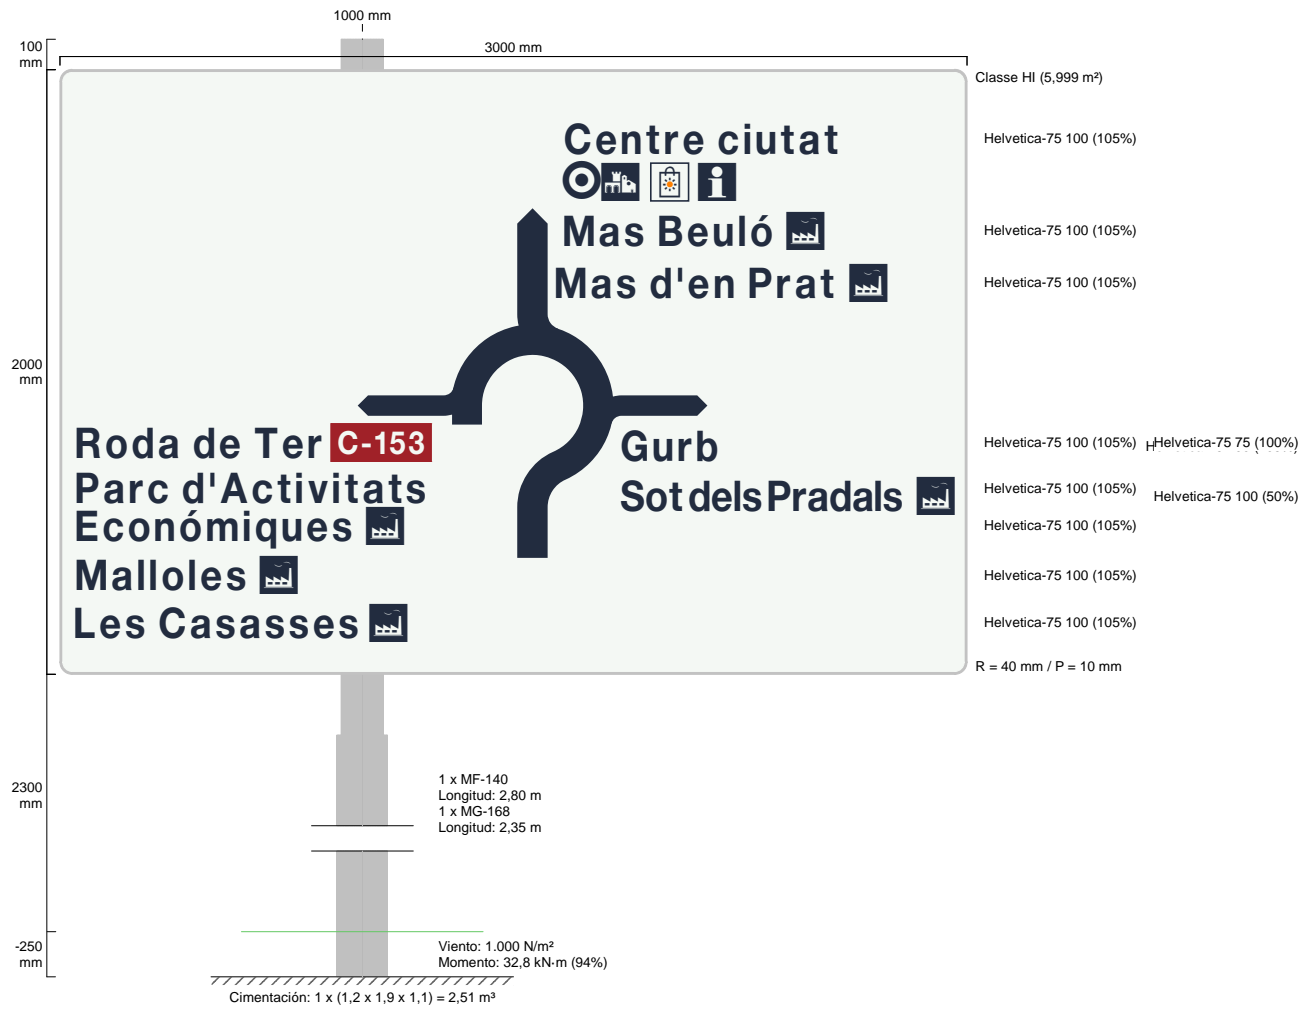 1000 mm
100 mm
3000 mm
Classe HI (5,999 m²)
Centre ciutat
Helvetica-75 100 (105%)
i
Mas Beuló
Helvetica-75 100 (105%)
Mas d'en Prat
Helvetica-75 100 (105%)
2000 mm
Roda de Ter C-153
Gurb
Helvetica-75 100 (105%)
Helvetica-75 75 (100%)
Parc d'Activitats
Sot dels Pradals
Helvetica-75 100 (105%)
Helvetica-75 100 (50%)
Económiques
Helvetica-75 100 (105%)
Malloles
Helvetica-75 100 (105%)
Les Casasses
Helvetica-75 100 (105%)
R = 40 mm / P = 10 mm
2300 mm
1 x MF-140
Longitud: 2,80 m
1 x MG-168
Longitud: 2,35 m
-250 mm
Viento: 1.000 N/m²
Momento: 32,8 kN·m (94%)
Cimentación: 1 x (1,2 x 1,9 x 1,1) = 2,51 m³